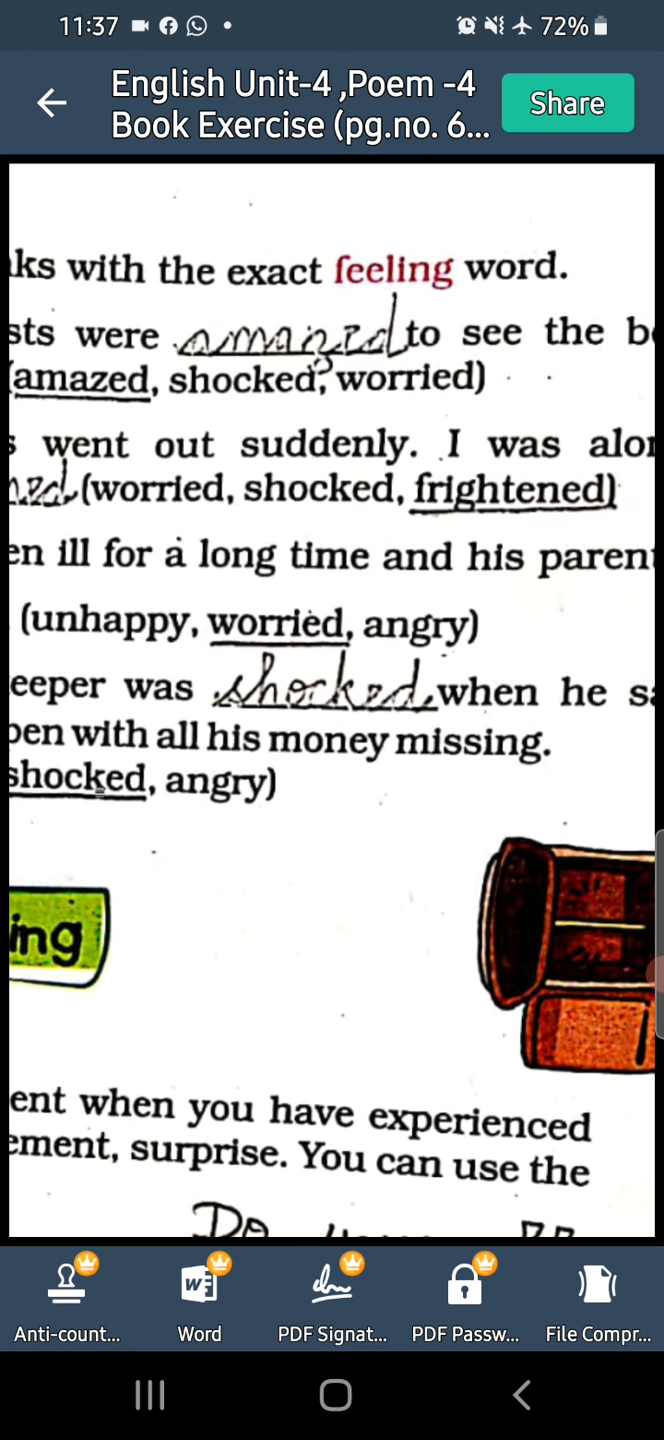 11:37
72%
English Unit-4 ,Poem -4
Book Exercise (pg.no. 6...
Share
ks with the exact feeling word.
sts were amazed to see the b
(amazed, shocked, worried)
s went out suddenly. I was alo
(worried, shocked, frightened)
en ill for a long time and his paren
(unhappy, worried, angry)
eeper was shocked when he s
pen with all his money missing.
shocked, angry)
ing
ent when you have experienced
ement, surprise. You can use the
Do
Anti-count... Word PDF Signat... PDF Passw... File Compr...